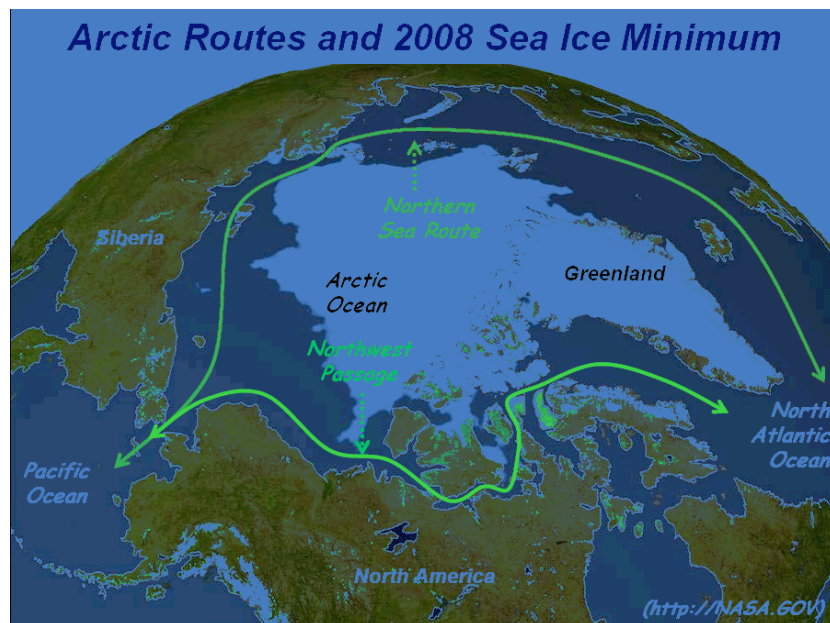 Arctic Routes and 2008 Sea Ice Minimum
Northern
Sea Route
Siberia
Arctic
Ocean
Greenland
Northwest
Passage
North
Atlantic
Ocean
Pacific
Ocean
North America
(http://NASA.GOV)